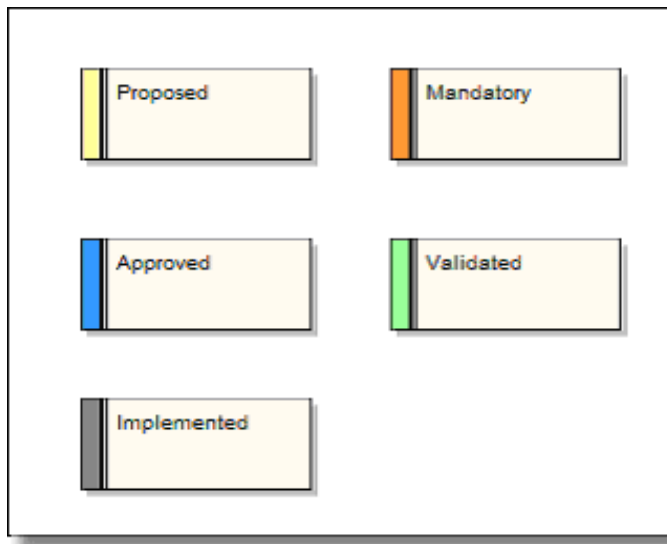 Proposed
Mandatory
Approved
Validated
Implemented